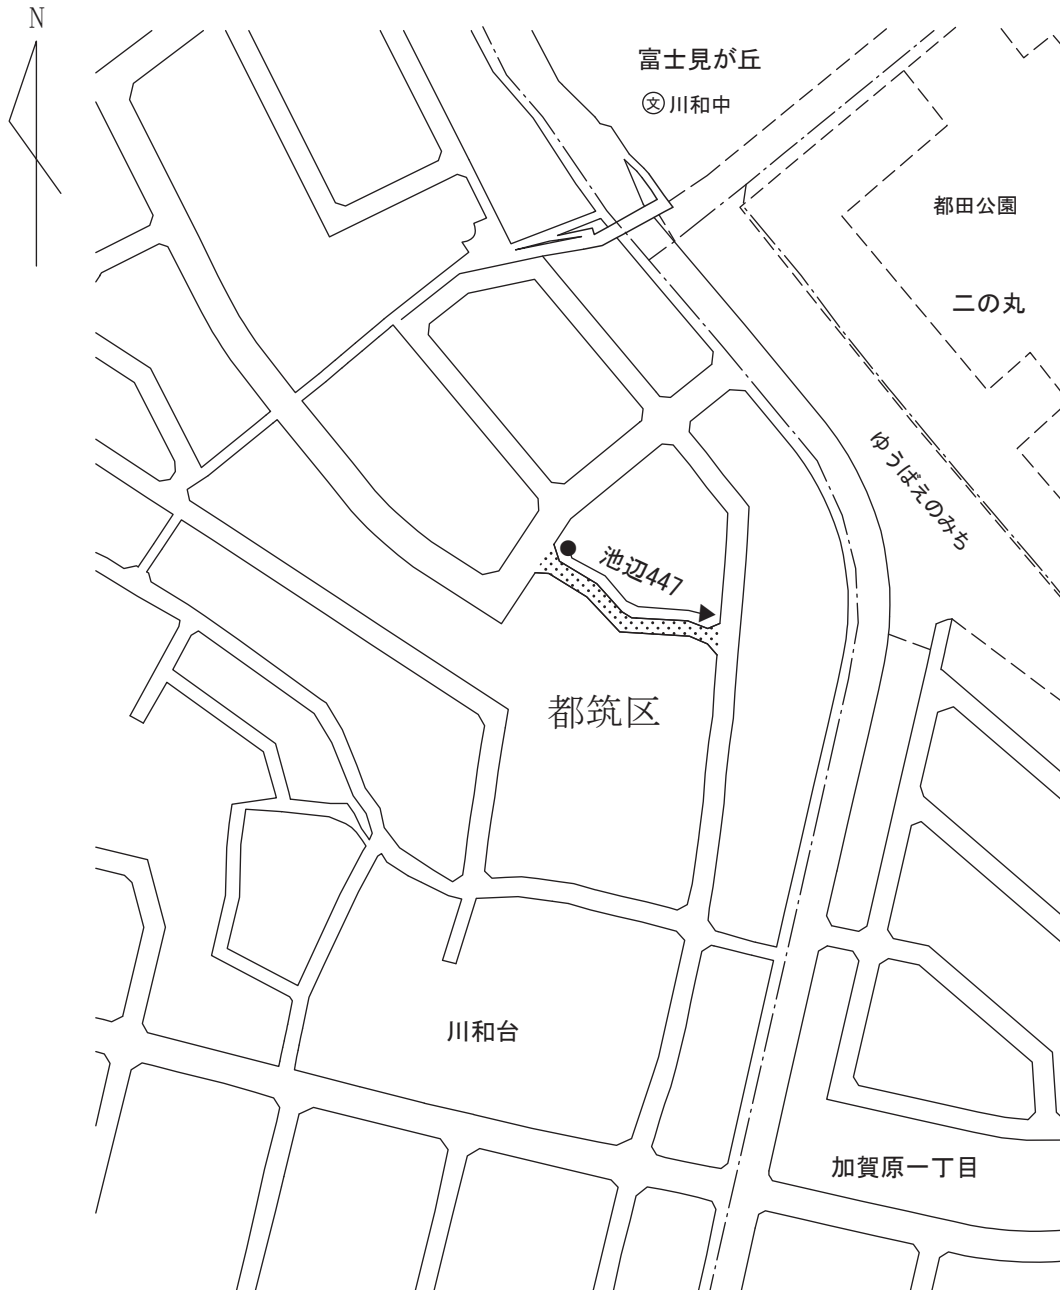 N
富士見が丘
文川和中
都田公園
二の丸
ゆうばえのみち
池辺447
都筑区
川和台
加賀原一丁目